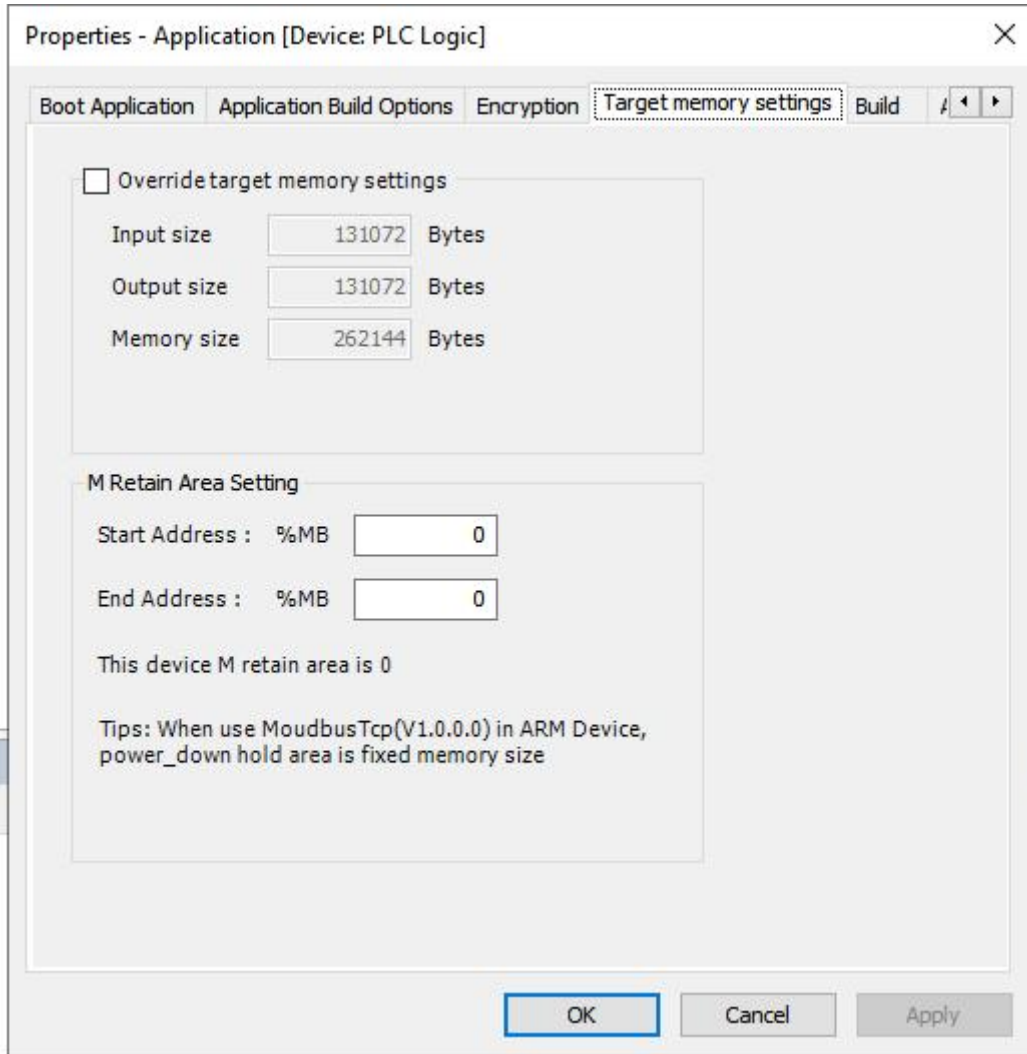 Properties - Application [Device: PLC Logic]
Boot Application Application Build Options Encryption Target memory settings Build
Override target memory settings
Input size 131072 Bytes
Output size 131072 Bytes
Memory size 262144 Bytes
M Retain Area Setting
Start Address : %MB 0
End Address : %MB 0
This device M retain area is 0
Tips: When use MoudbusTcp(V1.0.0.0) in ARM Device,
power_down hold area is fixed memory size
OK Cancel Apply